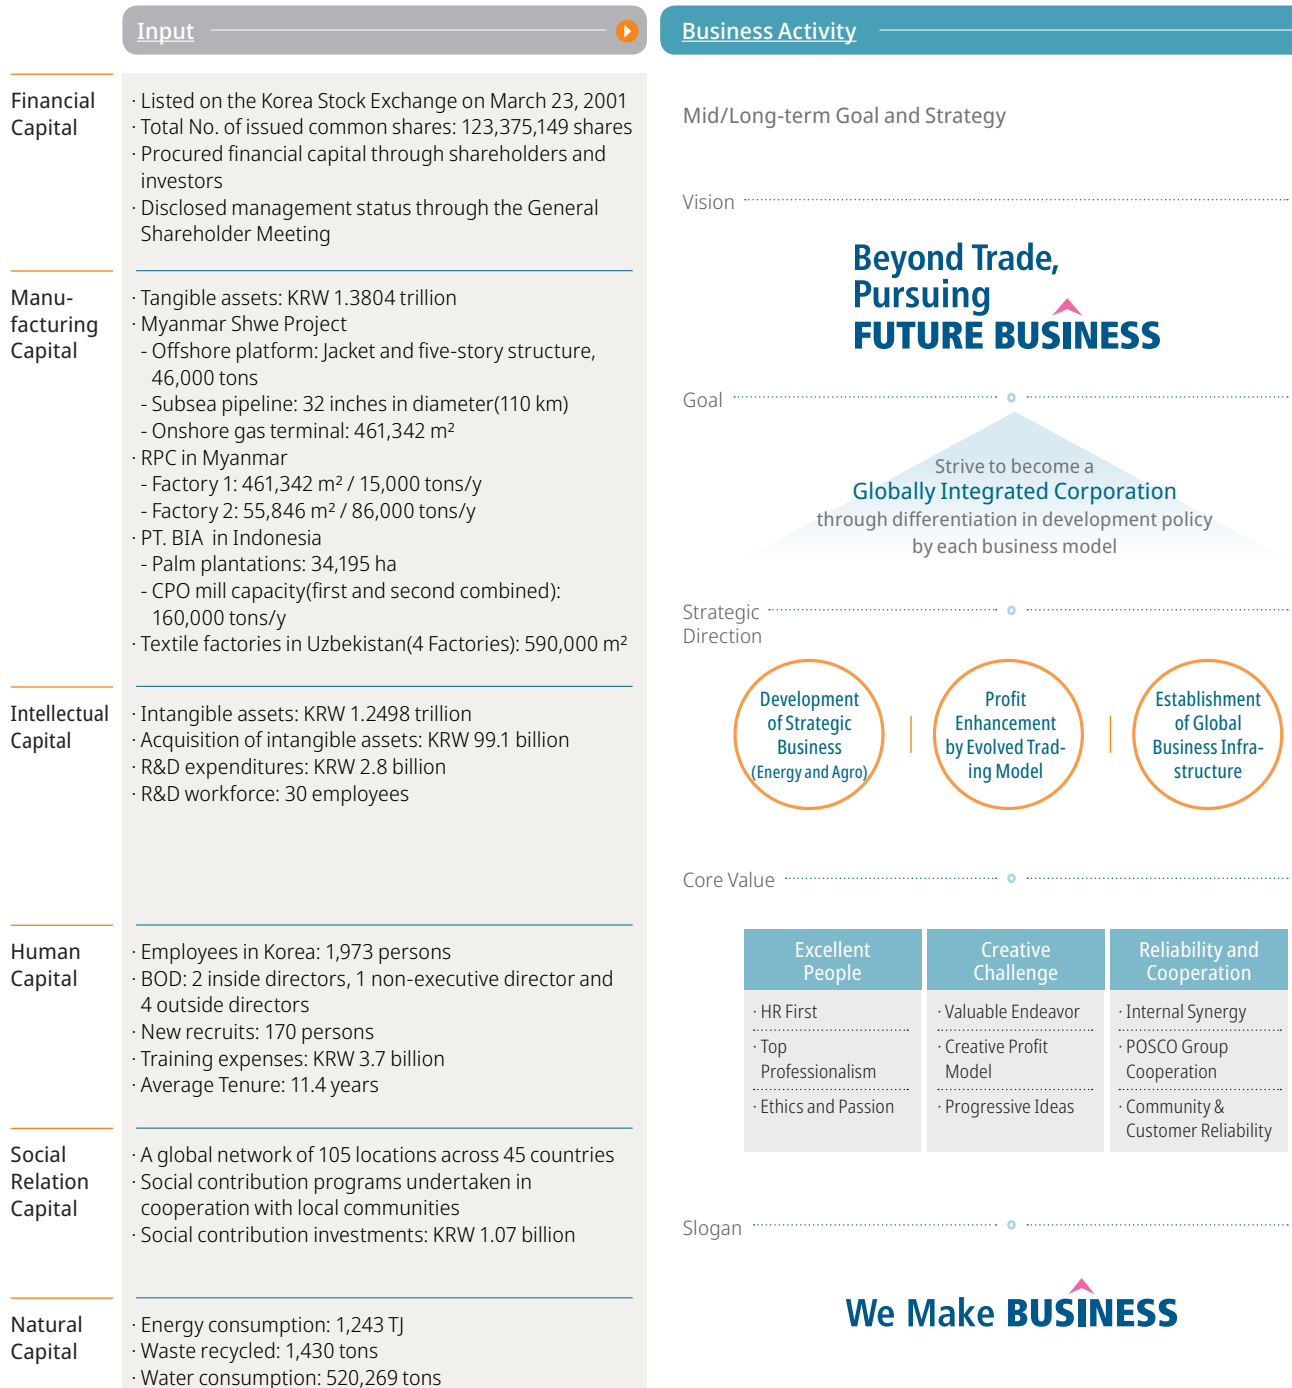 Input
Financial
Capital
· Listed on the Korea Stock Exchange on March 23, 2001
· Total No. of issued common shares: 123,375,149 shares
· Procured financial capital through shareholders and
investors
· Disclosed management status through the General
Shareholder Meeting
Manu-
facturing
Capital
· Tangible assets: KRW 1.3804 trillion
· Myanmar Shwe Project
- Offshore platform: Jacket and five-story structure,
46,000 tons
- Subsea pipeline: 32 inches in diameter(110 km)
- Onshore gas terminal: 461,342 m²
· RPC in Myanmar
- Factory 1: 461,342 m² / 15,000 tons/y
- Factory 2: 55,846 m² / 86,000 tons/y
· PT. BIA in Indonesia
- Palm plantations: 34,195 ha
- CPO mill capacity(first and second combined):
160,000 tons/y
· Textile factories in Uzbekistan(4 Factories): 590,000 m²
Intellectual
Capital
· Intangible assets: KRW 1.2498 trillion
· Acquisition of intangible assets: KRW 99.1 billion
· R&D expenditures: KRW 2.8 billion
· R&D workforce: 30 employees
Human
Capital
· Employees in Korea: 1,973 persons
· BOD: 2 inside directors, 1 non-executive director and
4 outside directors
· New recruits: 170 persons
· Training expenses: KRW 3.7 billion
· Average Tenure: 11.4 years
Social
Relation
Capital
· A global network of 105 locations across 45 countries
· Social contribution programs undertaken in
cooperation with local communities
· Social contribution investments: KRW 1.07 billion
Natural
Capital
· Energy consumption: 1,243 TJ
· Waste recycled: 1,430 tons
· Water consumption: 520,269 tons
Business Activity
Mid/Long-term Goal and Strategy
Vision
Beyond Trade,
Pursuing
FUTURE BUSINESS
Goal
Strive to become a
Globally Integrated Corporation
through differentiation in development policy
by each business model
Strategic
Direction
Development
of Strategic
Business
(Energy and Agro)
Profit
Enhancement
by Evolved Trad-
ing Model
Establishment
of Global
Business Infra-
structure
Core Value
Excellent
People
· HR First
· Top
Professionalism
· Ethics and Passion
Creative
Challenge
· Valuable Endeavor
· Creative Profit
Model
· Progressive Ideas
Reliability and
Cooperation
· Internal Synergy
· POSCO Group
Cooperation
· Community &
Customer Reliability
Slogan
We Make BUSINESS